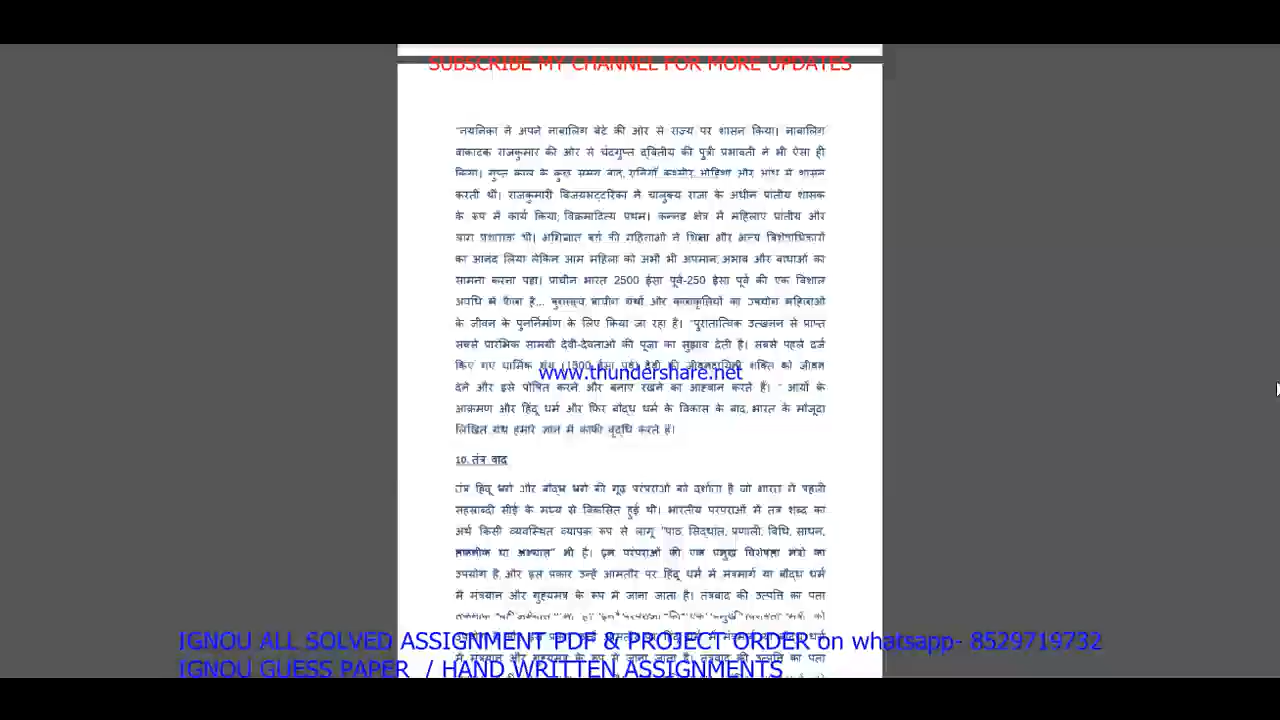 SUBSCRIBE MY CHANNEL FOR MORE UPDATES
"नयनिका ने अपने नाबालिग बेटे की ओर से राज्य पर शासन किया। नाबालिग
वाकाटक राजकुमार की ओर से चंद्रगुप्त द्वितीय की पुत्री प्रभावती ने भी ऐसा ही
किया। गुप्त काल के कुछ समय बाद, रानियों कश्मीर, और आंध्र में शासन
करती थीं। राजकुमारी विजयभट्टारिका ने चालुक्य राजा के अधीन प्रांतीय शासक
के रूप में कार्य किया; विक्रमादित्य प्रथम। कन्नड़ क्षेत्र में महिलाएं प्रांतीय और
ग्राम प्रशासक थीं। अभिजात वर्ग की महिलाओं ने शिक्षा और अन्य विशेषाधिकारों
का आनंद लिया लेकिन आम महिला को अभी भी अपमान, अभाव और बाधाओं का
सामना करना पड़ा। प्राचीन भारत 2500 ईसा पूर्व-250 ईसा पूर्व की एक विशाल
अवधि में फैला है... पुरातत्व, प्राचीन ग्रंथों और कलाकृतियों का उपयोग महिलाओं
के जीवन के पुनर्निर्माण के लिए किया जा रहा है। "पुरातात्विक उत्खनन से प्राप्त
सबसे प्रारंभिक सामग्री देवी-देवताओं की पूजा का सुझाव देती है। सबसे पहले दर्ज
किए गए धार्मिक ग्रंथ (1500 ईसा पूर्व) देवी की जीवनदायिनी शक्ति को जीवन
www.thundershare.net
देने और इसे पोषित करने और बनाए रखने का आह्वान करते हैं। " आर्यों के
आक्रमण और हिंदू धर्म और फिर बौद्ध धर्म के विकास के बाद, भारत के मौजूदा
लिखित ग्रंथ हमारे ज्ञान में काफी वृद्धि करते हैं।
10. तंत्र वाद
तंत्र हिंदू धर्म और बौद्ध धर्म की गूढ़ परंपराओं को दर्शाता है जो भारत में पहली
सहस्राब्दी सीई के मध्य से विकसित हुई थी। भारतीय परंपराओं में तंत्र शब्द का
अर्थ किसी व्यवस्थित व्यापक रूप से लागू "पाठ, सिद्धांत, प्रणाली, विधि, साधन,
तकनीक या अभ्यास" भी है। इन परंपराओं की एक प्रमुख विशेषता मंत्रों का
उपयोग है, और इस प्रकार उन्हें आमतौर पर हिंदू धर्म में मंत्रमार्ग या बौद्ध धर्म
में मंत्रयान और गुह्यमंत्र के रूप में जाना जाता है। तंत्रवाद की उत्पत्ति का पता
IGNOU ALL SOLVED ASSIGNMENT PDF & PROJECT ORDER on whatsapp- 8529719732
IGNOU GUESS PAPER / HAND WRITTEN ASSIGNMENTS